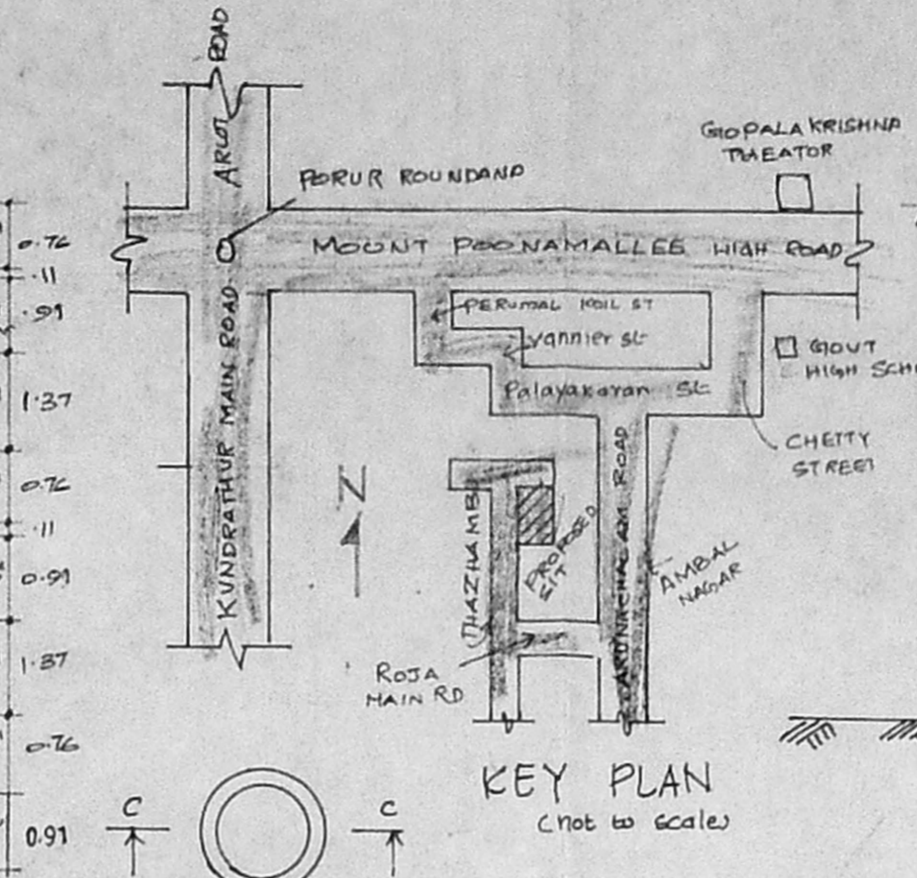 ARCOT ROAD
GOPALA KRISHNA
THEATOR
PORUR ROUNDANA
MOUNT POONAMALLEE HIGH ROAD
PERUMAL KOIL ST
Vannier St
GOVT
HIGH SCH
Palayakaran St
CHETTY
STREET
KUNDRATHUR MAIN ROAD
N
THAZHAMB
PROPOSED
SIT
ARUNACHALAM ROAD
AMBAL
NAGAR
ROJA
MAIN RD
KEY PLAN
(not to scale)
0.76
.11
.91
1.37
0.76
.11
0.91
1.37
0.76
0.91
C
C